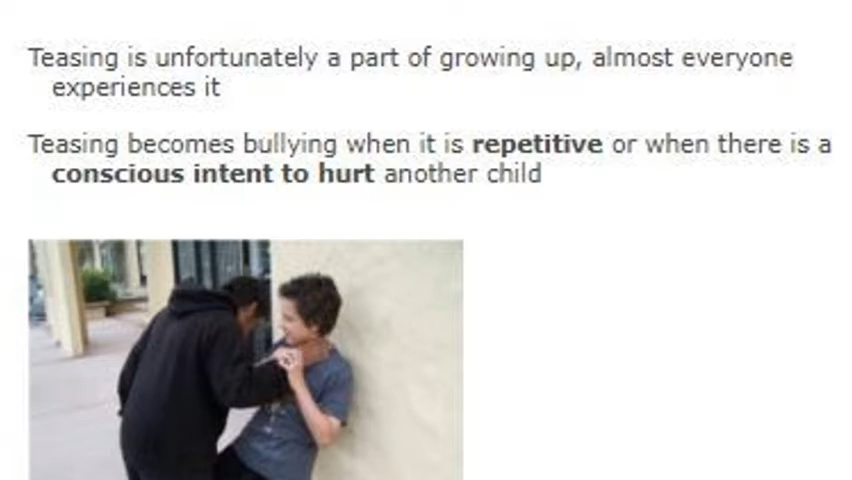 Teasing is unfortunately a part of growing up, almost everyone
experiences it
Teasing becomes bullying when it is repetitive or when there is a
conscious intent to hurt another child